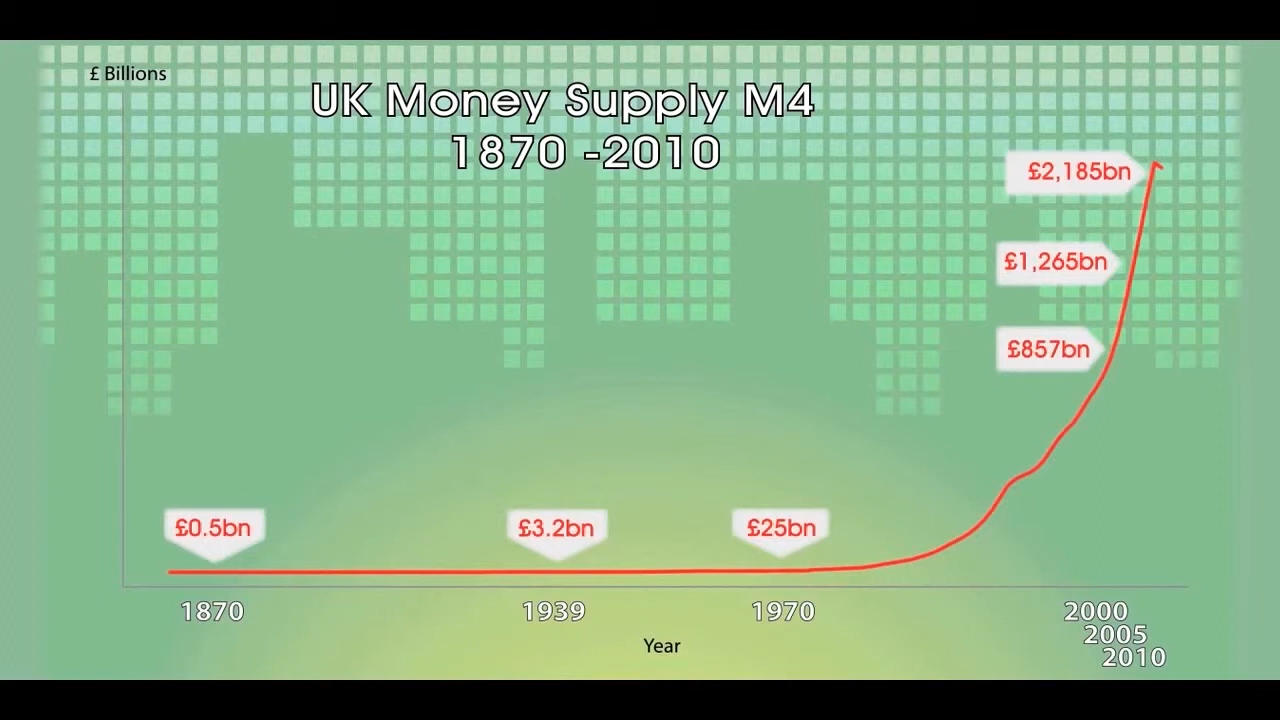 £ Billions
UK Money Supply M4
1870 -2010
£2,185bn
£1,265bn
£857bn
£0.5bn
£3.2bn
£25bn
1870
1939
1970
2000
2005
2010
Year